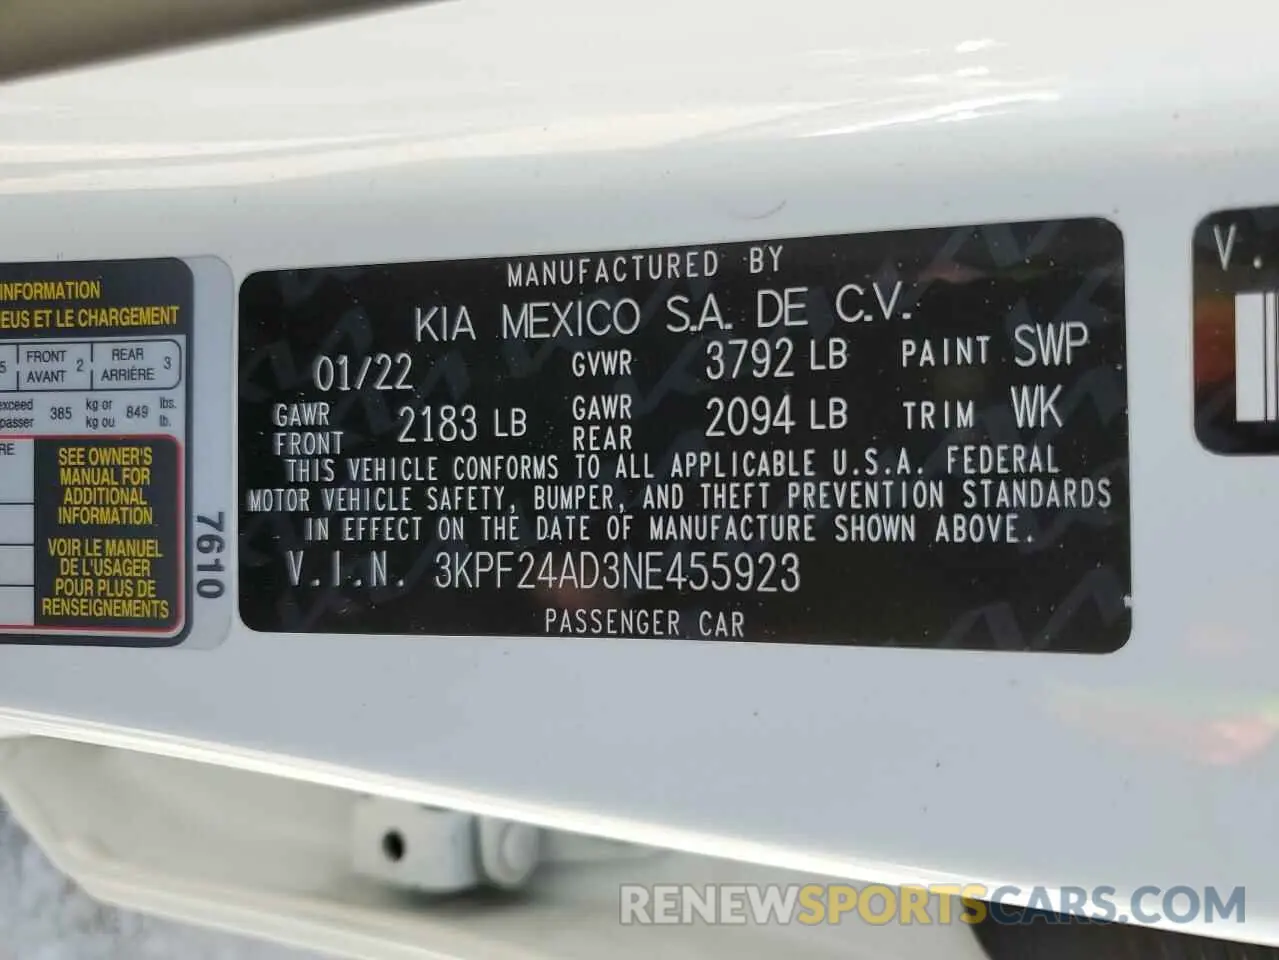 INFORMATION
EUS ET LE CHARGEMENT
5 FRONT AVANT 2 REAR ARRIÈRE 3
exceed passer 385 kg or kg ou 849 lbs. lb.
RE
SEE OWNER'S
MANUAL FOR
ADDITIONAL
INFORMATION
VOIR LE MANUEL
DE L'USAGER
POUR PLUS DE
RENSEIGNEMENTS
7610
MANUFACTURED BY
KIA MEXICO S.A. DE C.V.
01/22 GVWR 3792 LB PAINT SWP
GAWR FRONT 2183 LB GAWR REAR 2094 LB TRIM WK
THIS VEHICLE CONFORMS TO ALL APPLICABLE U.S.A. FEDERAL
MOTOR VEHICLE SAFETY, BUMPER, AND THEFT PREVENTION STANDARDS
IN EFFECT ON THE DATE OF MANUFACTURE SHOWN ABOVE.
V.I.N. 3KPF24AD3NE455923
PASSENGER CAR
V.
RENEWSPORTSCARS.COM